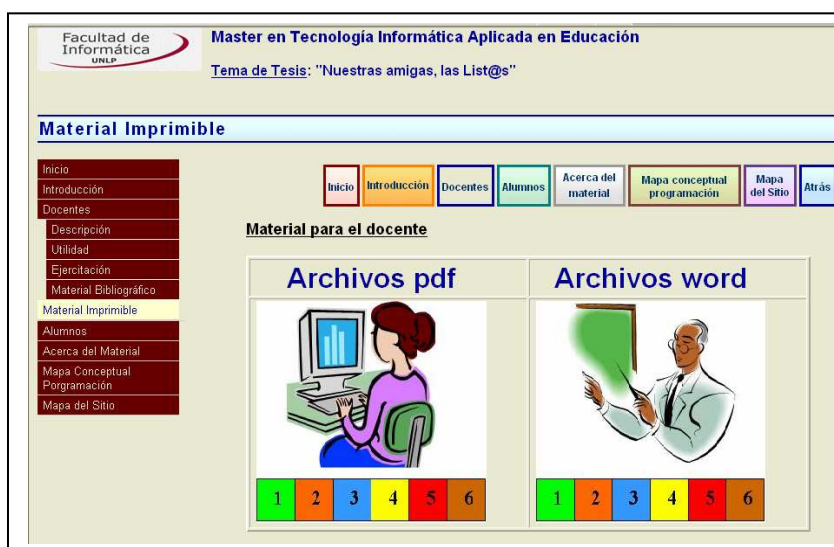 Facultad de
Informática
UNLP
Master en Tecnología Informática Aplicada en Educación
Tema de Tesis: "Nuestras amigas, las List@s"
Material Imprimible
Inicio
Introducción
Docentes
Descripción
Utilidad
Ejercitación
Material Bibliográfico
Material Imprimible
Alumnos
Acerca del Material
Mapa Conceptual
Porgramación
Mapa del Sitio
Inicio
Introducción
Docentes
Alumnos
Acerca del
material
Mapa conceptual
programación
Mapa
del Sitio
Atrás
Material para el docente
Archivos pdf
Archivos word
1 2 3 4 5 6
1 2 3 4 5 6